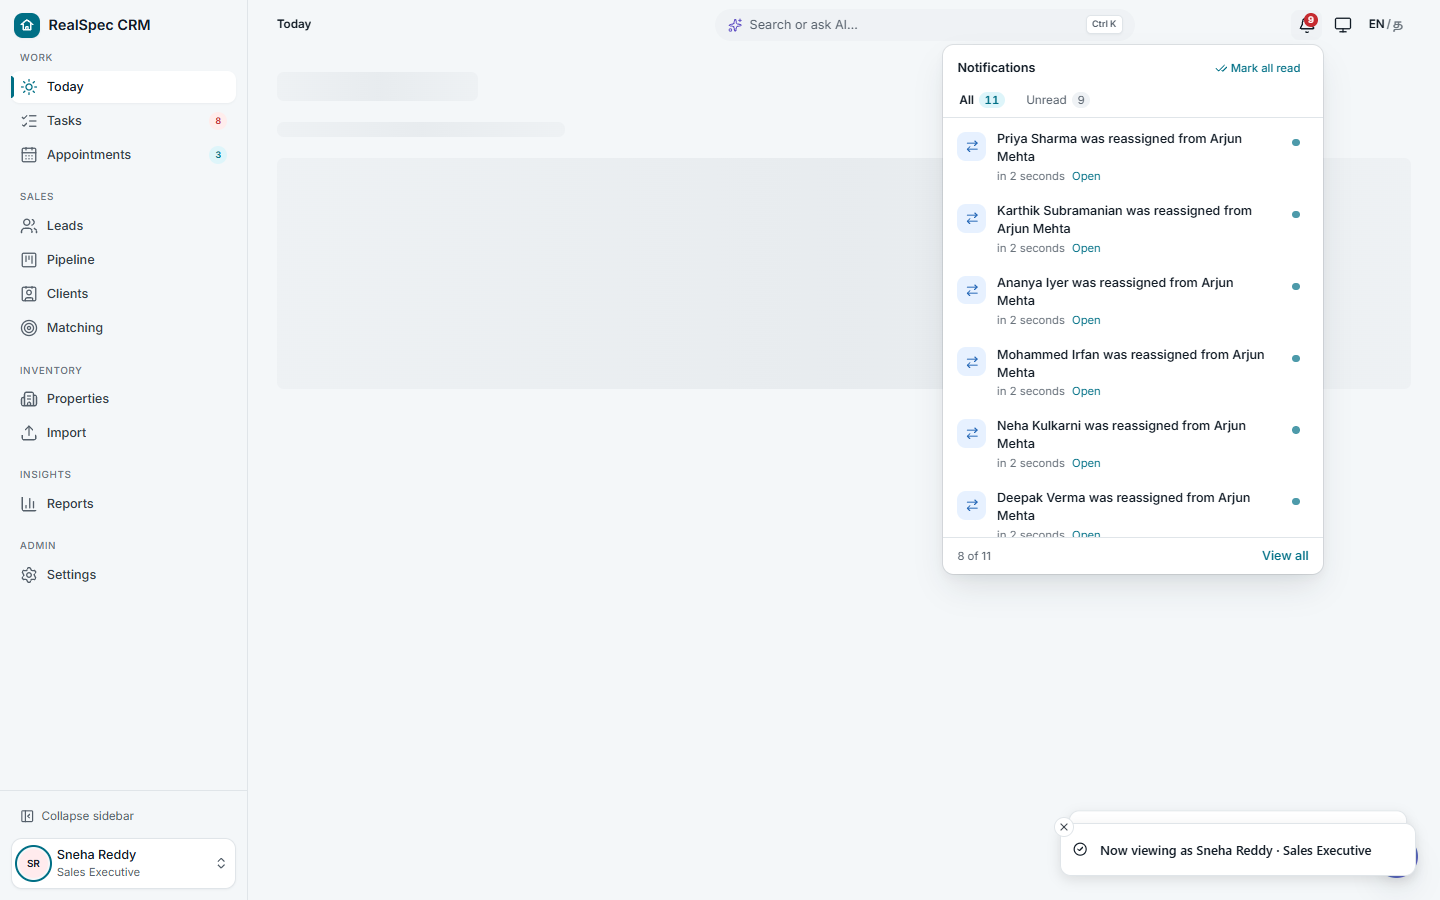 RealSpec CRM
Today
Search or ask AI...
Ctrl K
9
EN / த
WORK
Today
Tasks
8
Appointments
3
SALES
Leads
Pipeline
Clients
Matching
INVENTORY
Properties
Import
INSIGHTS
Reports
ADMIN
Settings
Collapse sidebar
SR
Sneha Reddy
Sales Executive
Notifications
Mark all read
All 11
Unread 9
Priya Sharma was reassigned from Arjun
Mehta
in 2 seconds Open
Karthik Subramanian was reassigned from
Arjun Mehta
in 2 seconds Open
Ananya Iyer was reassigned from Arjun
Mehta
in 2 seconds Open
Mohammed Irfan was reassigned from Arjun
Mehta
in 2 seconds Open
Neha Kulkarni was reassigned from Arjun
Mehta
in 2 seconds Open
Deepak Verma was reassigned from Arjun
Mehta
in 2 seconds Open
8 of 11
View all
Now viewing as Sneha Reddy · Sales Executive